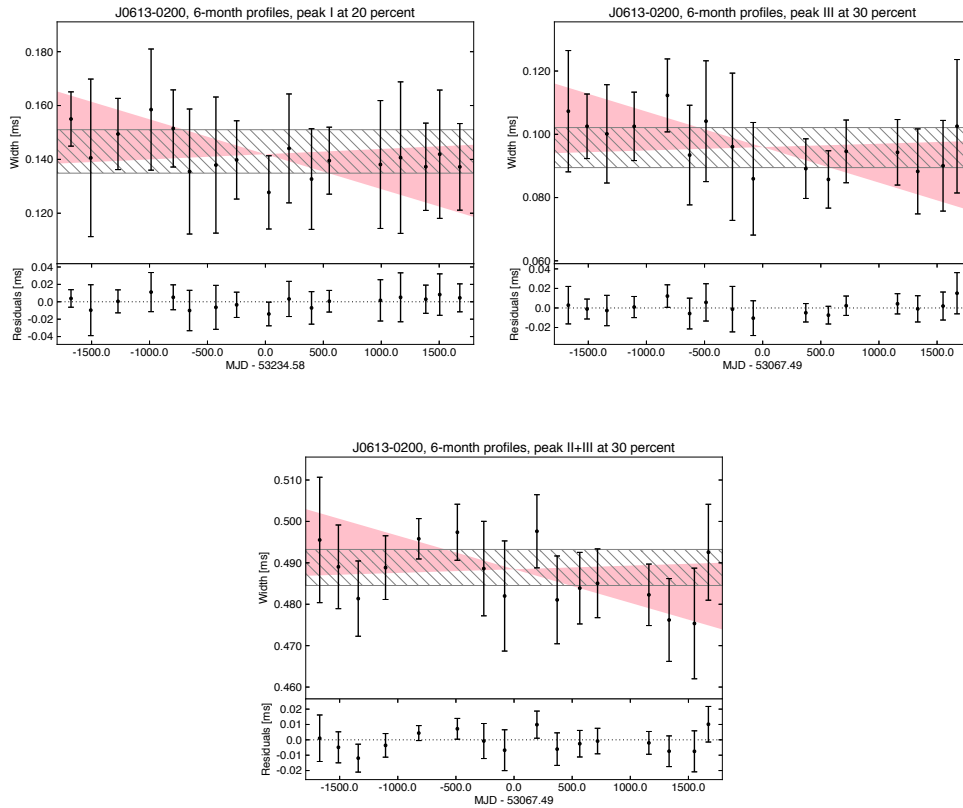 J0613-0200, 6-month profiles, peak I at 20 percent
0.180
0.160
0.140
0.120
Width [ms]
0.04
0.02
0.0
-0.02
-0.04
Residuals [ms]
-1500.0 -1000.0 -500.0 0.0 500.0 1000.0 1500.0
MJD - 53234.58
J0613-0200, 6-month profiles, peak III at 30 percent
0.120
0.100
0.080
0.060
Width [ms]
0.04
0.02
0.0
-0.02
Residuals [ms]
-1500.0 -1000.0 -500.0 0.0 500.0 1000.0 1500.0
MJD - 53067.49
J0613-0200, 6-month profiles, peak II+III at 30 percent
0.510
0.500
0.490
0.480
0.470
0.460
Width [ms]
0.02
0.01
0.0
-0.01
-0.02
Residuals [ms]
-1500.0 -1000.0 -500.0 0.0 500.0 1000.0 1500.0
MJD - 53067.49